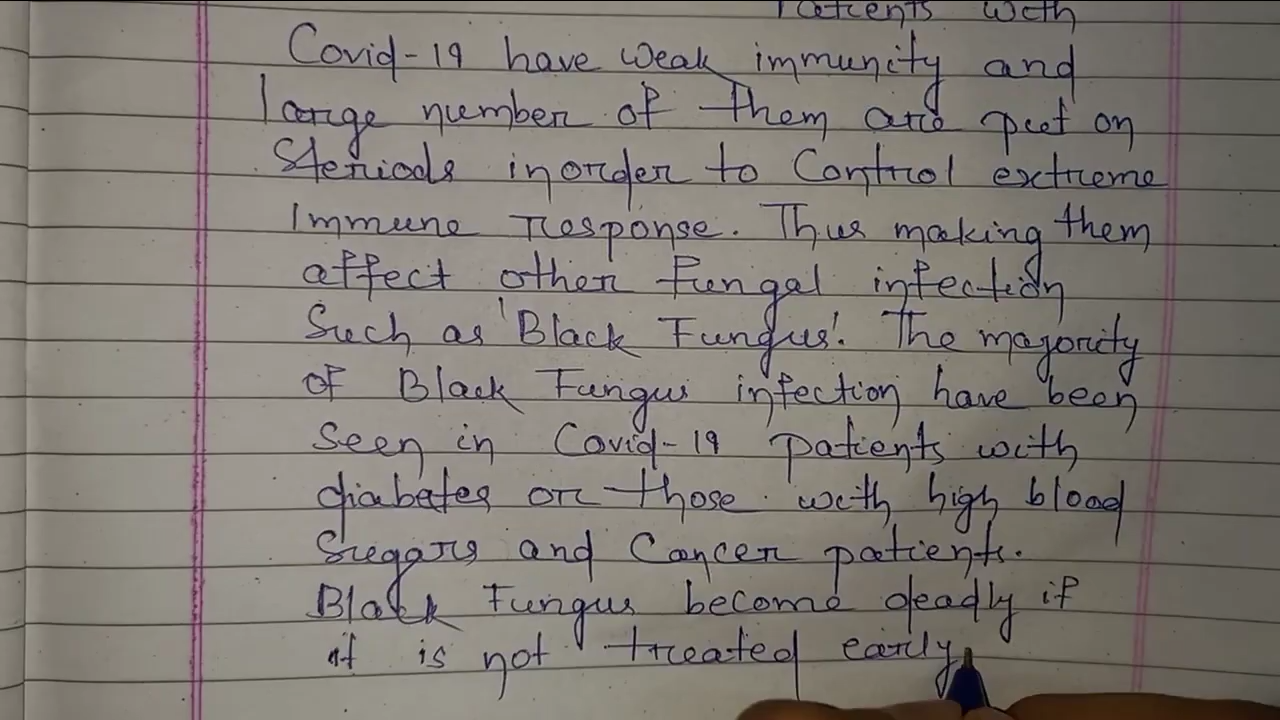 Patients with
Covid-19 have weak immunity and
large number of them are put on
Steriods inorder to Control extreme
Immune Response. Thus making them
affect other fungal infection
Such as 'Black Fungus'. The majority
of Black Fungus infection have been
Seen in Covid-19 patients with
diabetes or those with high blood
Sugars and Cancer patients.
Black Fungus become deadly if
it is not treated early